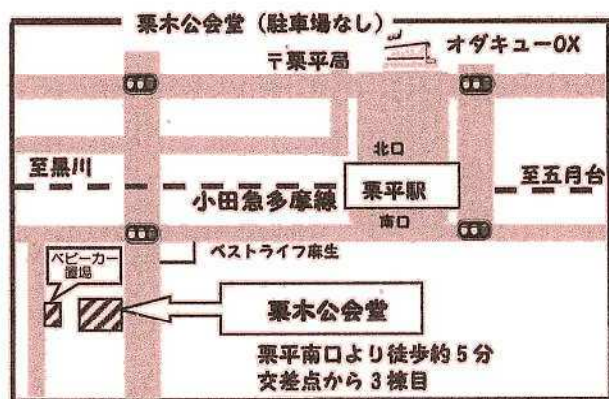 栗木公会堂（駐車場なし）
オダキューOX
〒栗平局
北口
至黒川
栗平駅
至五月台
小田急多摩線
南口
ベビーカー
置場
ベストライフ麻生
栗木公会堂
栗平南口より徒歩約5分
交差点から3棟目